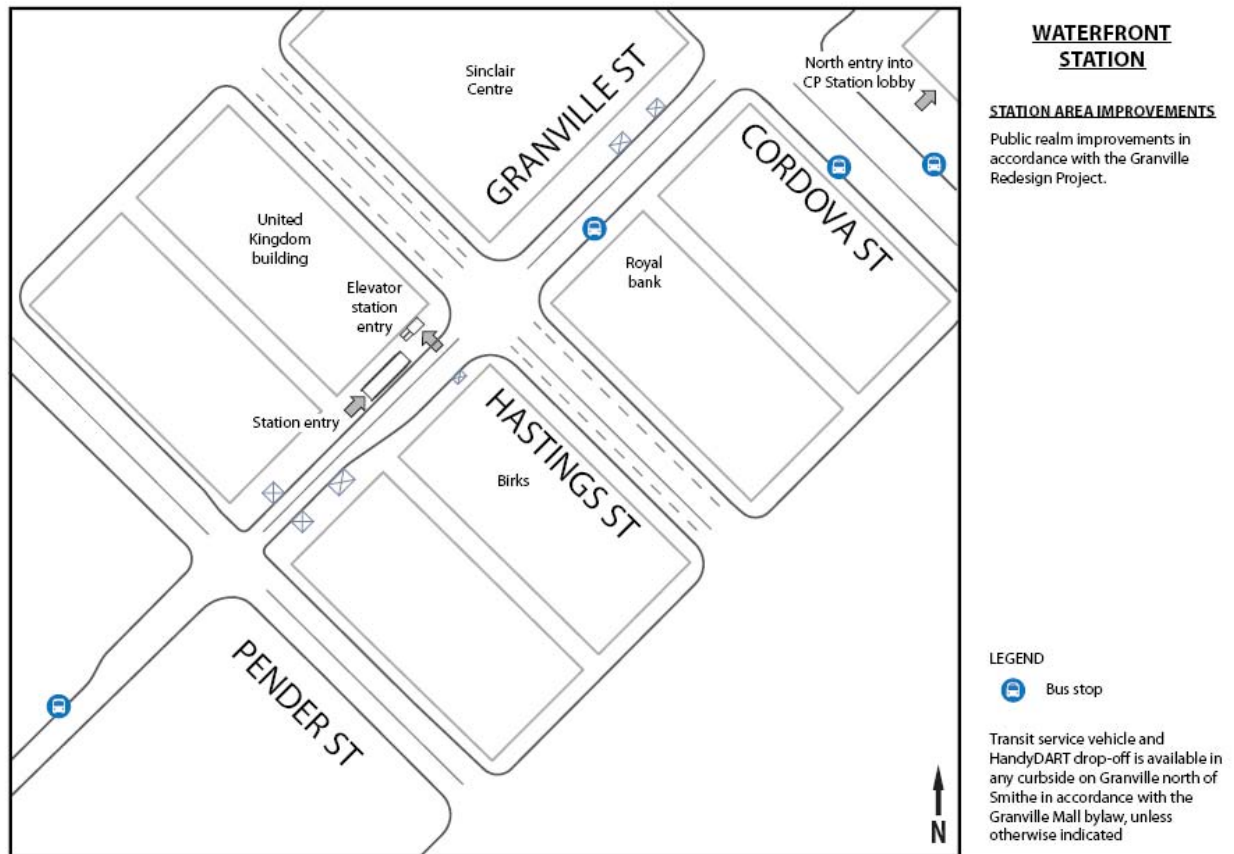 WATERFRONT
STATION
STATION AREA IMPROVEMENTS
Public realm improvements in
accordance with the Granville
Redesign Project.
North entry into
CP Station lobby
Sinclair
Centre
GRANVILLE ST
CORDOVA ST
United
Kingdom
building
Royal
bank
Elevator
station
entry
Station entry
HASTINGS ST
Birks
PENDER ST
N
LEGEND
Bus stop
Transit service vehicle and
HandyDART drop-off is available in
any curbside on Granville north of
Smithe in accordance with the
Granville Mall bylaw, unless
otherwise indicated